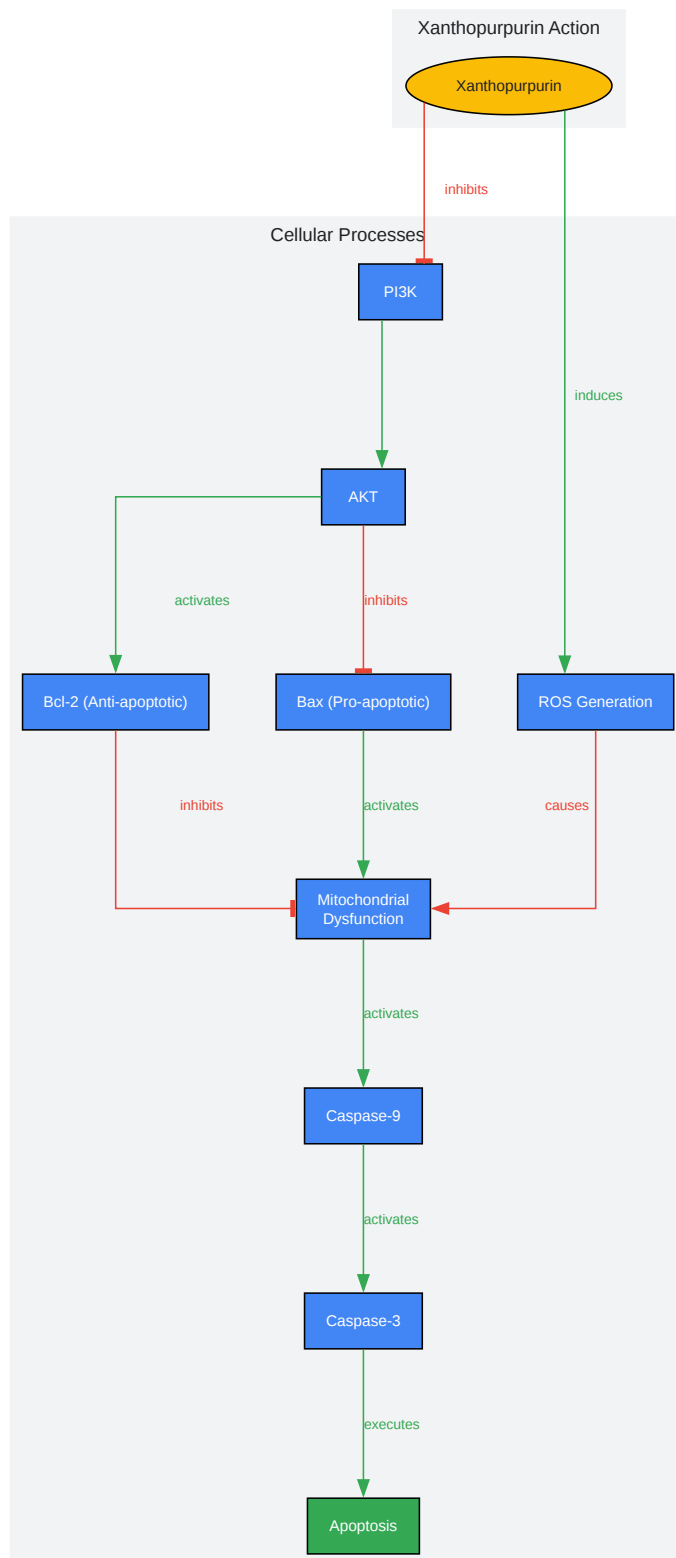 Xanthopurpurin Action
Xanthopurpurin
inhibits
Cellular Processes
PI3K
induces
AKT
activates
inhibits
Bcl-2 (Anti-apoptotic)
Bax (Pro-apoptotic)
ROS Generation
inhibits
activates
causes
Mitochondrial
Dysfunction
activates
Caspase-9
activates
Caspase-3
executes
Apoptosis